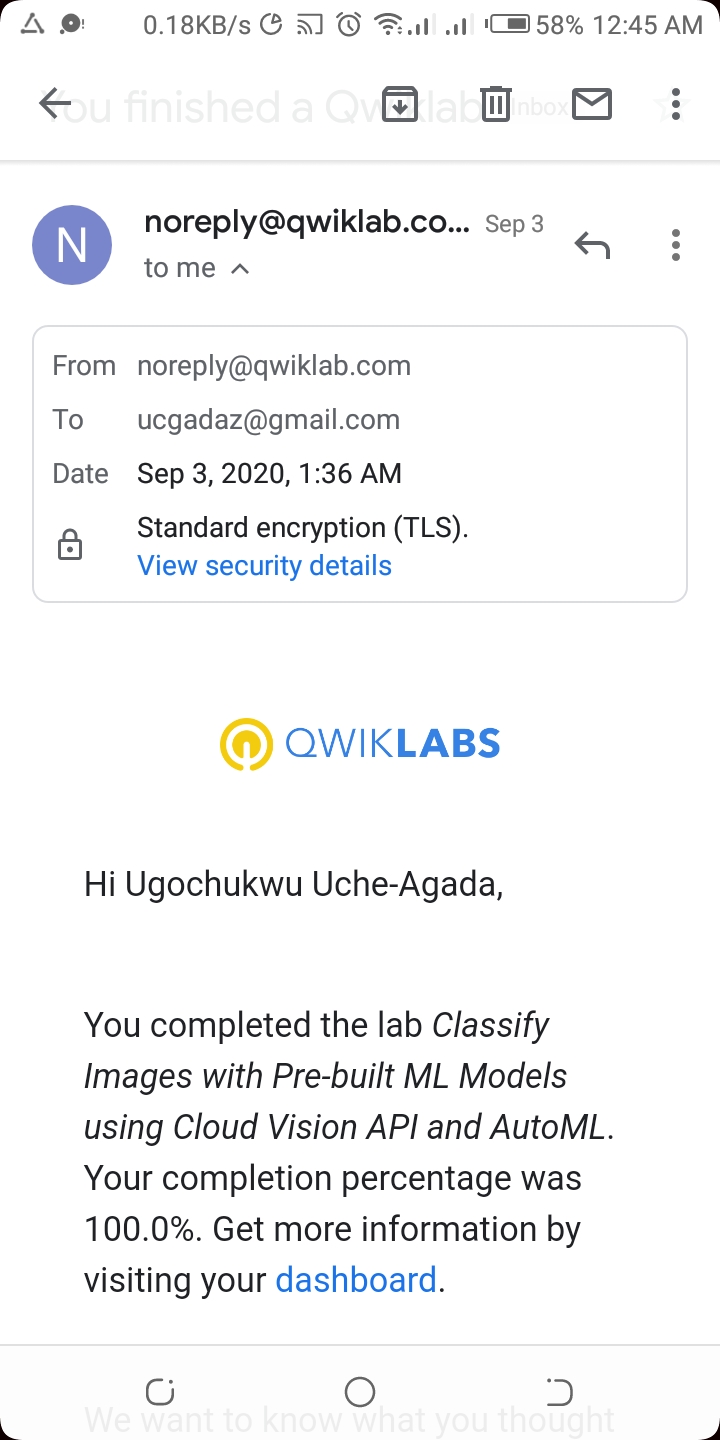 0.18KB/s 58% 12:45 AM
You finished a Qwiklab Inbox
N noreply@qwiklab.co... Sep 3
to me
From noreply@qwiklab.com
To ucgadaz@gmail.com
Date Sep 3, 2020, 1:36 AM
Standard encryption (TLS).
View security details
QWIKLABS
Hi Ugochukwu Uche-Agada,
You completed the lab Classify
Images with Pre-built ML Models
using Cloud Vision API and AutoML.
Your completion percentage was
100.0%. Get more information by
visiting your dashboard.
We want to know what you thought